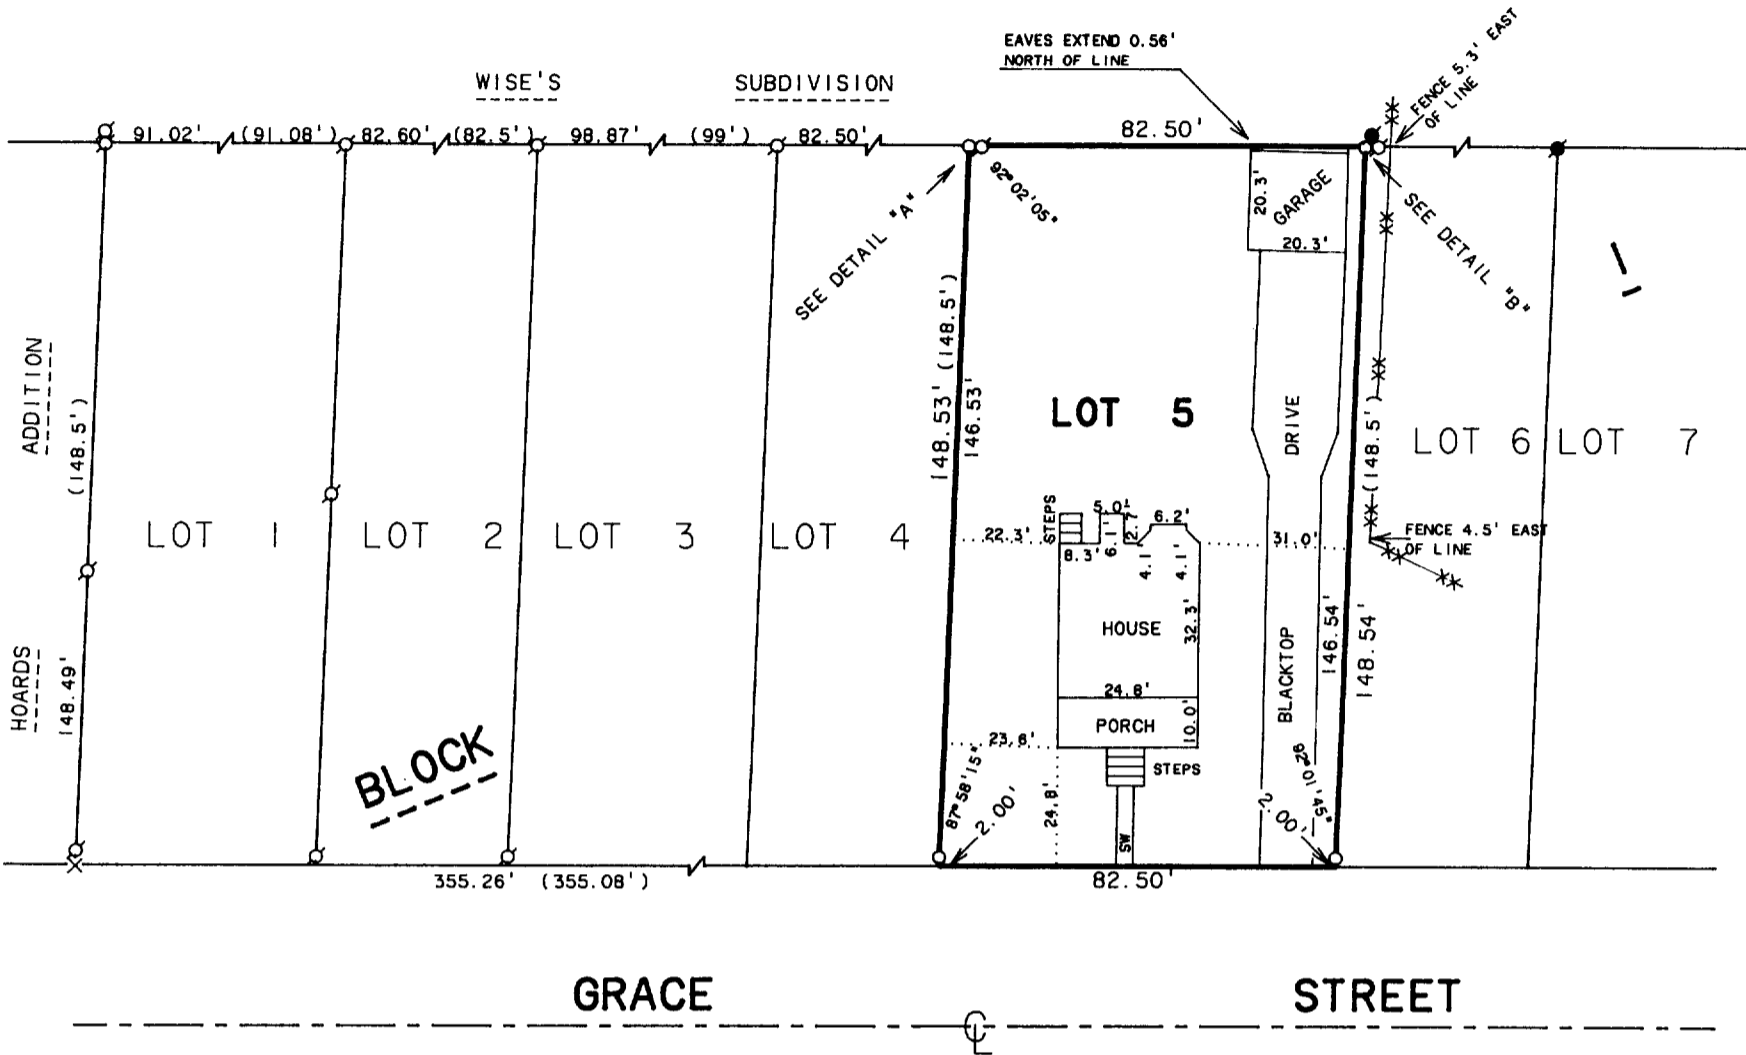 EAVES EXTEND 0.56'
NORTH OF LINE
FENCE 5.3' EAST
OF LINE
WISE'S SUBDIVISION
91.02' (91.08') 82.60' (82.5') 98.87' (99') 82.50' 82.50'
92°02'05"
SEE DETAIL "A"
20.3'
GARAGE
20.3'
SEE DETAIL "B"
ADDITION
(148.5')
148.53' (148.5')
146.53'
LOT 5
DRIVE
(148.5')
LOT 6
LOT 7
LOT 1
LOT 2
LOT 3
LOT 4
22.3'
STEPS
5.0'
2.7
6.2'
8.3'
6.1'
4.1'
4.1'
31.0'
FENCE 4.5' EAST
OF LINE
HOUSE
32.3'
HOARDS
148.49'
BLACKTOP
146.54'
148.54'
24.8'
PORCH
10.0'
BLOCK
23.8'
STEPS
87°58'15"
2.00'
24.8'
SW
2.00'
92°01'45"
355.26' (355.08')
82.50'
GRACE STREET
CL